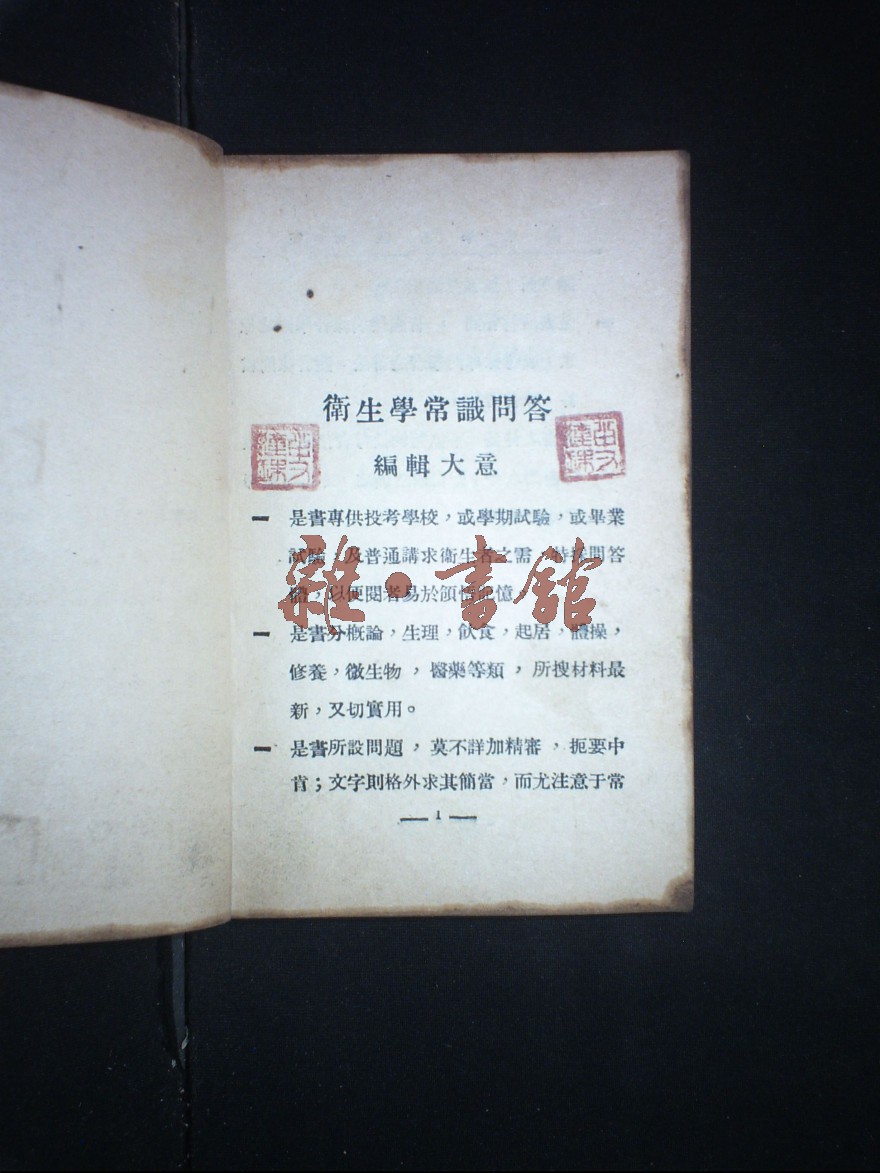 衛生學常識問答
編輯大意
一 是書專供投考學校，或學期試驗，或畢業
試驗，及普通講求衛生者之需，特採問答
體，以便閱者易於領悟記憶。
一 是書分概論，生理，飲食，起居，體操，
修養，微生物，醫藥等類，所搜材料最
新，又切實用。
一 是書所設問題，莫不詳加精審，扼要中
肯；文字則格外求其簡當，而尤注意于常
— 1 —
雜·書館